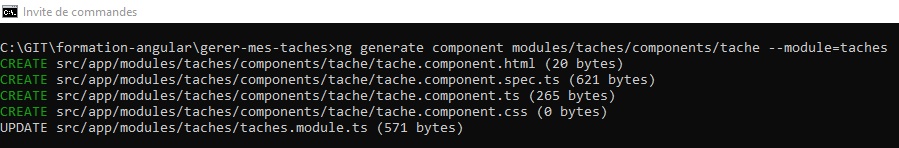 Invite de commandes
C:\GIT\formation-angular\gerer-mes-taches>ng generate component modules/taches/components/tache --module=taches
CREATE src/app/modules/taches/components/tache/tache.component.html (20 bytes)
CREATE src/app/modules/taches/components/tache/tache.component.spec.ts (621 bytes)
CREATE src/app/modules/taches/components/tache/tache.component.ts (265 bytes)
CREATE src/app/modules/taches/components/tache/tache.component.css (0 bytes)
UPDATE src/app/modules/taches/taches.module.ts (571 bytes)